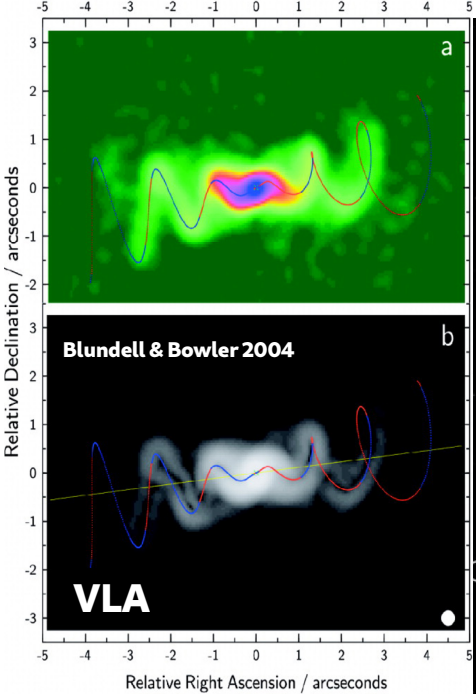 -5 -4 -3 -2 -1 0 1 2 3 4 5
a
3
2
1
0
-1
-2
Relative Declination / arcseconds
b
Blundell & Bowler 2004
3
2
1
0
-1
-2
-3
VLA
-5 -4 -3 -2 -1 0 1 2 3 4 5
Relative Right Ascension / arcseconds